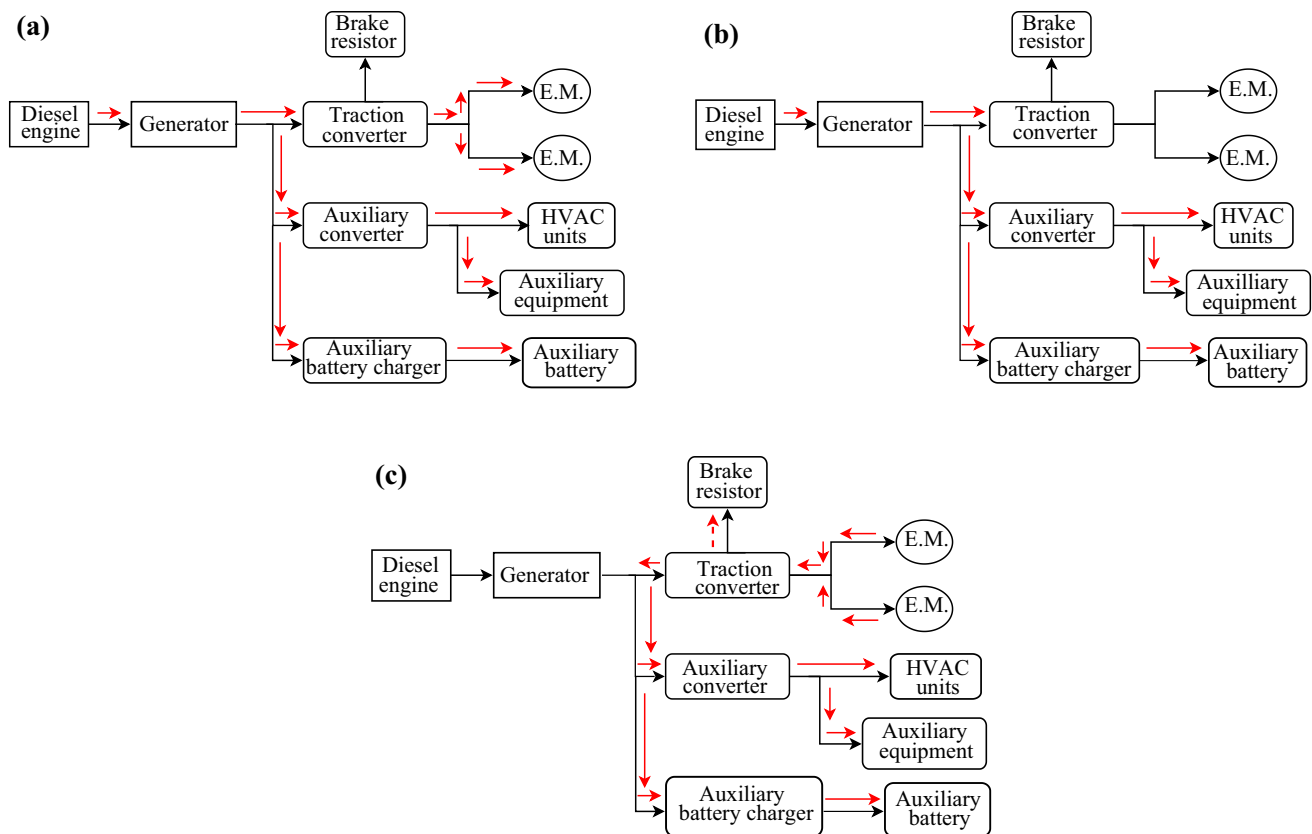 (a)
Brake
resistor
Diesel
engine
Generator
Traction
converter
E.M.
E.M.
Auxiliary
converter
HVAC
units
Auxiliary
equipment
Auxiliary
battery charger
Auxiliary
battery
(b)
Brake
resistor
Diesel
engine
Generator
Traction
converter
E.M.
E.M.
Auxiliary
converter
HVAC
units
Auxilliary
equipment
Auxiliary
battery charger
Auxiliary
battery
(c)
Brake
resistor
Diesel
engine
Generator
Traction
converter
E.M.
E.M.
Auxiliary
converter
HVAC
units
Auxiliary
equipment
Auxiliary
battery charger
Auxiliary
battery